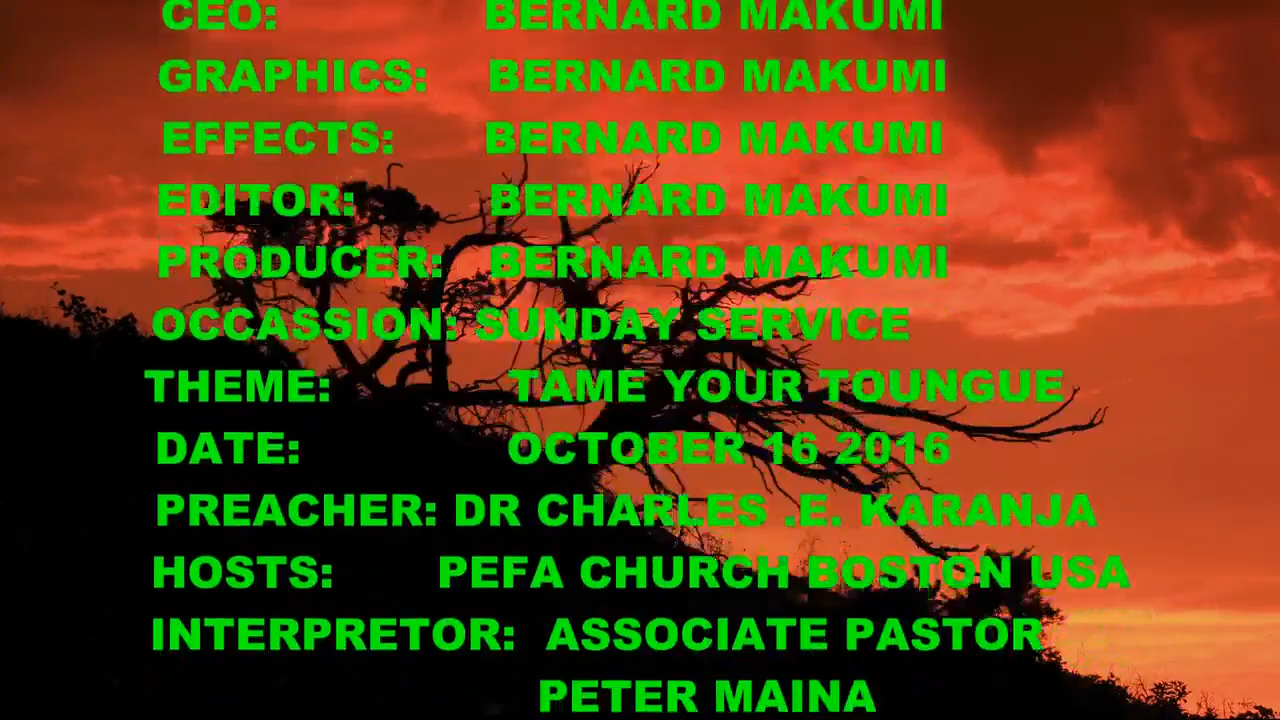 CEO: BERNARD MAKUMI
GRAPHICS: BERNARD MAKUMI
EFFECTS: BERNARD MAKUMI
EDITOR: BERNARD MAKUMI
PRODUCER: BERNARD MAKUMI
OCCASSION: SUNDAY SERVICE
THEME: TAME YOUR TOUNGUE
DATE: OCTOBER 16 2016
PREACHER: DR CHARLES .E. KARANJA
HOSTS: PEFA CHURCH BOSTON USA
INTERPRETOR: ASSOCIATE PASTOR
PETER MAINA